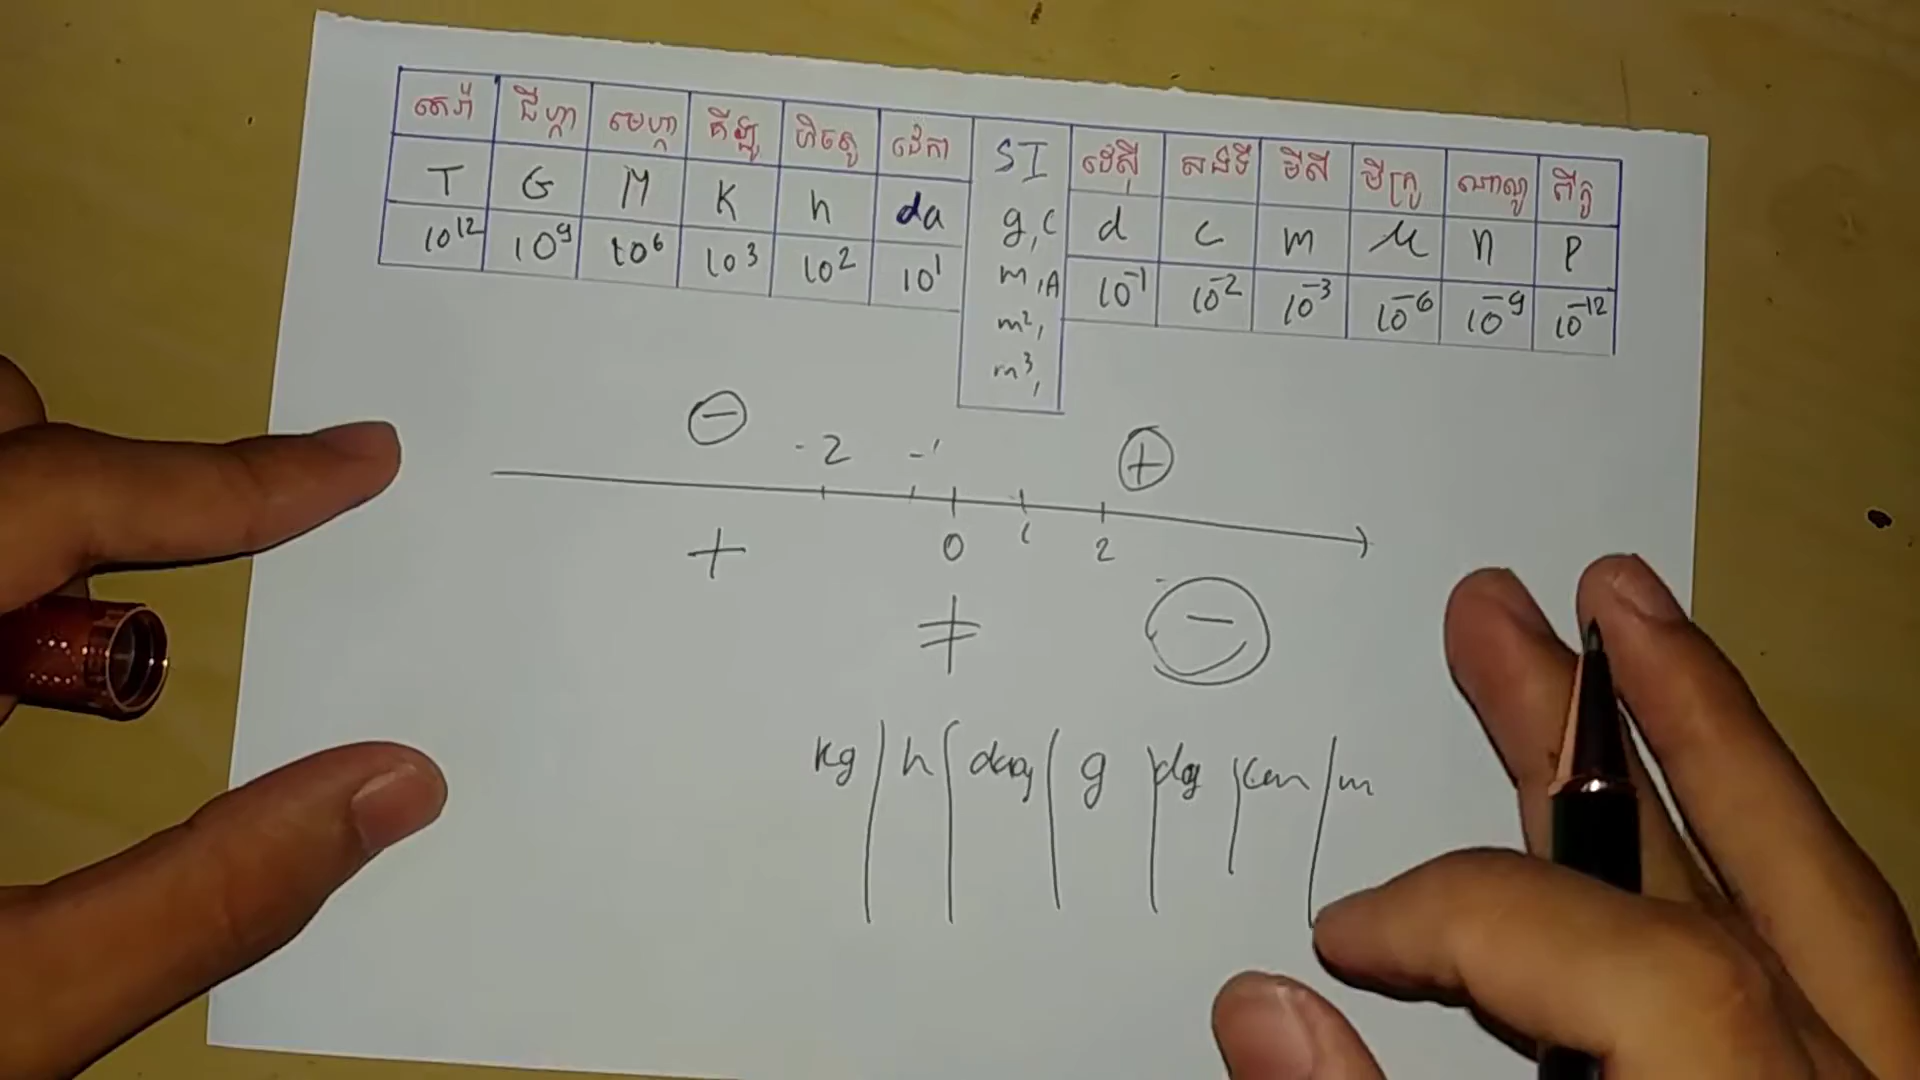 តេរ៉ា ជីហ្កា មេហ្កា គីឡូ ហិចតូ ដេកា SI ដេស៊ី សង់ទី មីលី មីក្រូ ណាណូ ពីកូ
T G M K h da g,C d c m μ n p
10¹² 10⁹ 10⁶ 10³ 10² 10¹ m,A 10⁻¹ 10⁻² 10⁻³ 10⁻⁶ 10⁻⁹ 10⁻¹²
m²,
m³,
⊖ -2 -1 ⊕
+ 0 1 2
≠ ⊖
kg h dag g dg cm m